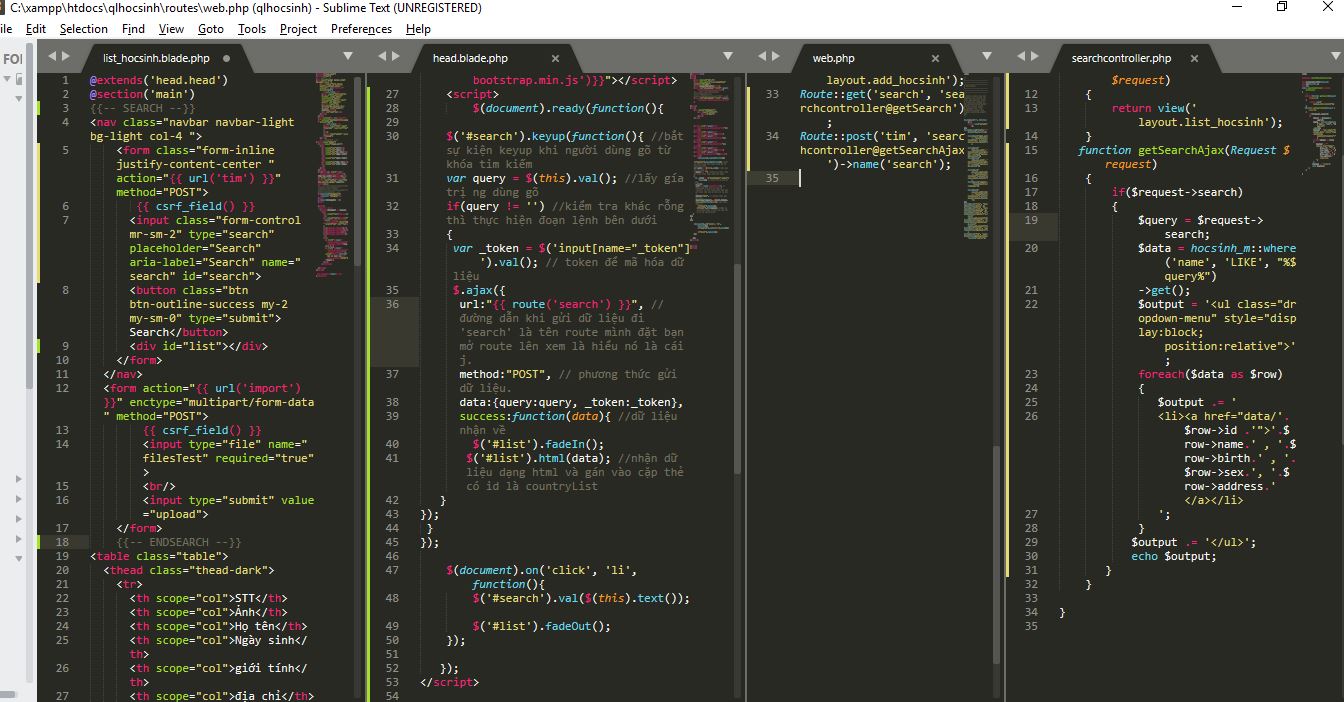 C:\xampp\htdocs\qlhocsinh\routes\web.php (qlhocsinh) - Sublime Text (UNREGISTERED)
ile Edit Selection Find View Goto Tools Project Preferences Help
FOI
list_hocsinh.blade.php
1 @extends('head.head')
2 @section('main')
3 {{-- SEARCH --}}
4 <nav class="navbar navbar-light
bg-light col-4 ">
5 <form class="form-inline
justify-content-center "
action="{{ url('tim') }}"
method="POST">
6 {{ csrf_field() }}
7 <input class="form-control
mr-sm-2" type="search"
placeholder="Search"
aria-label="Search" name="
search" id="search">
8 <button class="btn
btn-outline-success my-2
my-sm-0" type="submit">
Search</button>
9 <div id="list"></div>
10 </form>
11 </nav>
12 <form action="{{ url('import')
}}" enctype="multipart/form-data
" method="POST">
13 {{ csrf_field() }}
14 <input type="file" name="
filesTest" required="true"
>
15 <br/>
16 <input type="submit" value
="upload">
17 </form>
18 {{-- ENDSEARCH --}}
19 <table class="table">
20 <thead class="thead-dark">
21 <tr>
22 <th scope="col">STT</th>
23 <th scope="col">Ảnh</th>
24 <th scope="col">Họ tên</th>
25 <th scope="col">Ngày sinh</
th>
26 <th scope="col">giới tính</
th>
27 <th scope="col">địa chỉ</th>
head.blade.php
bootstrap.min.js')}}"></script>
27 <script>
28 $(document).ready(function(){
29
30 $('#search').keyup(function(){ //bắt
sự kiện keyup khi người dùng gõ từ
khóa tìm kiếm
31 var query = $(this).val(); //lấy gía
trị ng dùng gõ
32 if(query != '') //kiểm tra khác rỗng
thì thực hiện đoạn lệnh bên dưới
33 {
34 var _token = $('input[name="_token"]
').val(); // token để mã hóa dữ
liệu
35 $.ajax({
36 url:"{{ route('search') }}", //
đường dẫn khi gửi dữ liệu đi
'search' là tên route mình đặt bạn
mở route lên xem là hiểu nó là cái
j.
37 method:"POST", // phương thức gửi
dữ liệu.
38 data:{query:query, _token:_token},
39 success:function(data){ //dữ liệu
nhận về
40 $('#list').fadeIn();
41 $('#list').html(data); //nhận dữ
liệu dạng html và gán vào cặp thẻ
có id là countryList
42 }
43 });
44 }
45 });
46
47 $(document).on('click', 'li',
function(){
48 $('#search').val($(this).text());
49 $('#list').fadeOut();
50 });
51
52 });
53 </script>
54
web.php
layout.add_hocsinh');
33 Route::get('search', 'sea
rchcontroller@getSearch')
;
34 Route::post('tim', 'searc
hcontroller@getSearchAjax
')->name('search');
35
searchcontroller.php
$request)
12 {
13 return view('
layout.list_hocsinh');
14 }
15 function getSearchAjax(Request $
request)
16 {
17 if($request->search)
18 {
19 $query = $request->
search;
20 $data = hocsinh_m::where
('name', 'LIKE', "%$
query%")
21 ->get();
22 $output = '<ul class="dr
opdown-menu" style="disp
lay:block;
position:relative">'
;
23 foreach($data as $row)
24 {
25 $output .= '
26 <li><a href="data/'.
$row->id .'">'.$
row->name.' , '.$
row->birth.' , '.
$row->sex.', '.$
row->address.'
</a></li>
27 ';
28 }
29 $output .= '</ul>';
30 echo $output;
31 }
32 }
33
34 }
35